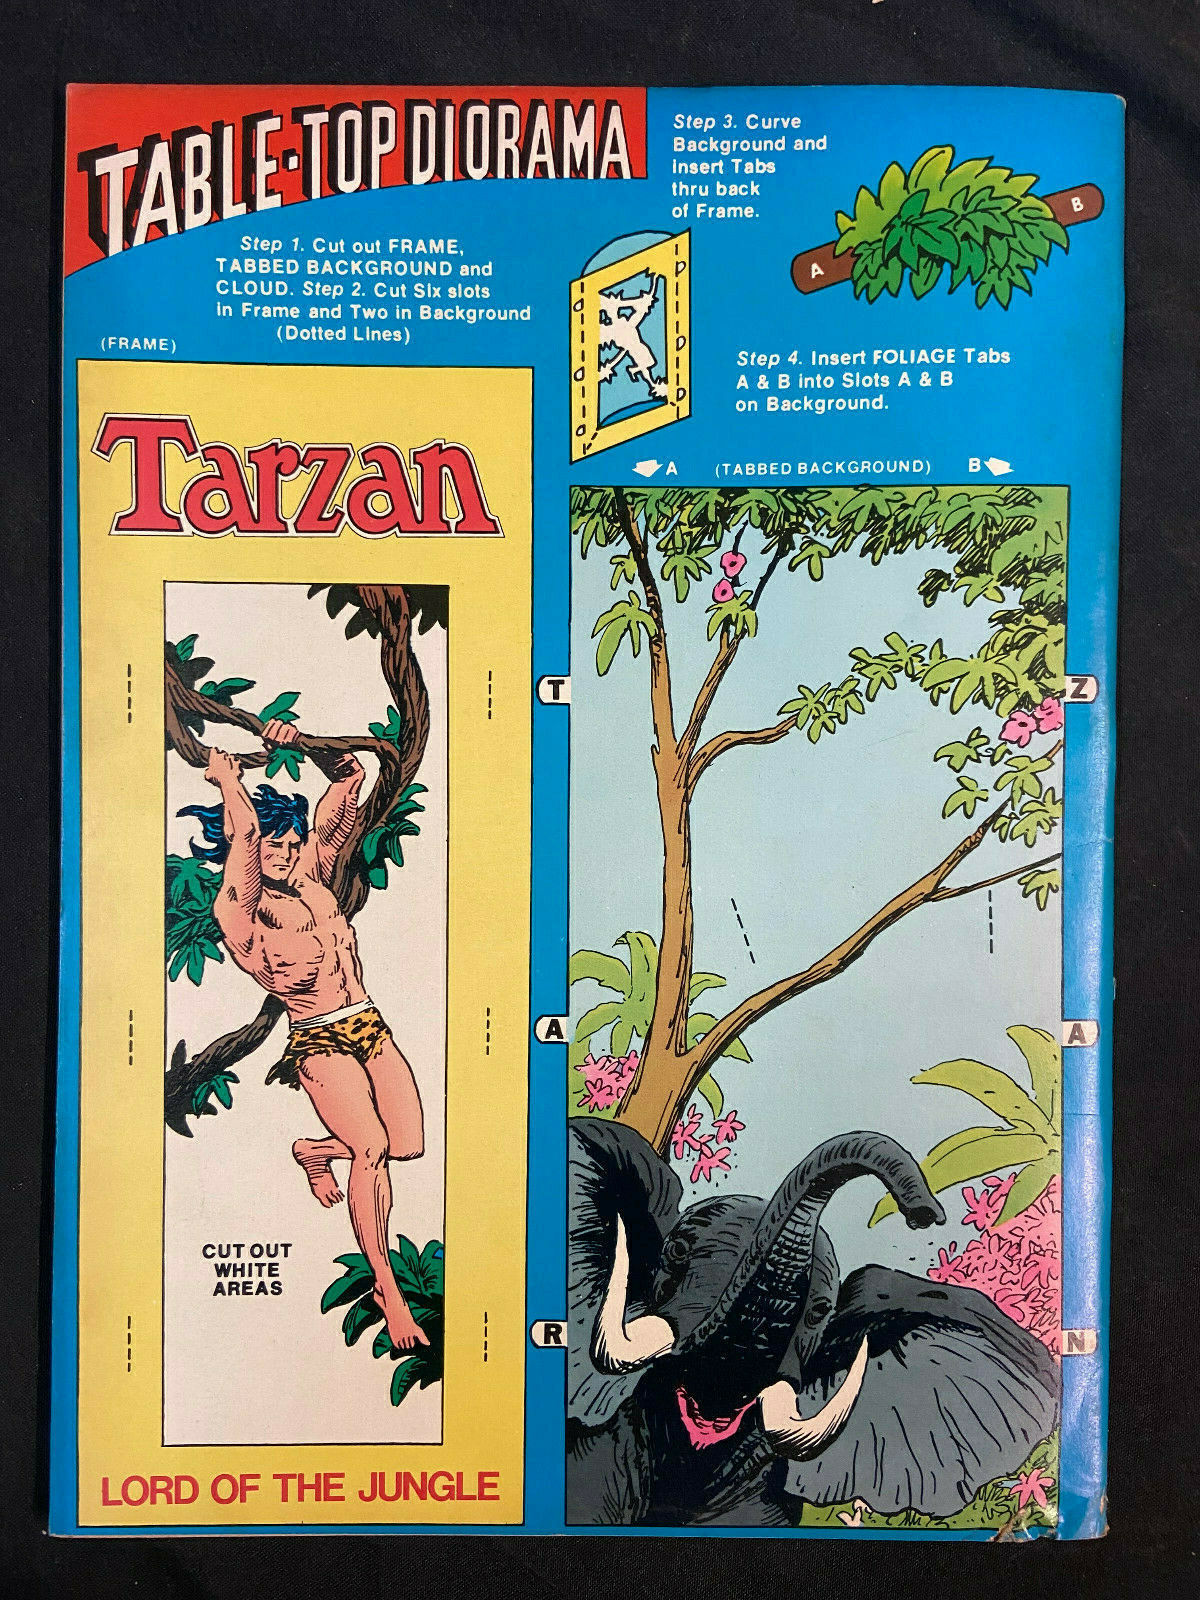 TABLE-TOP DIORAMA
Step 1. Cut out FRAME,
TABBED BACKGROUND and
CLOUD. Step 2. Cut Six slots
in Frame and Two in Background
(Dotted Lines)
Step 3. Curve
Background and
insert Tabs
thru back
of Frame.
A
B
Step 4. Insert FOLIAGE Tabs
A & B into Slots A & B
on Background.
(FRAME)
Tarzan
CUT OUT
WHITE
AREAS
LORD OF THE JUNGLE
A (TABBED BACKGROUND) B
T
A
R
Z
A
N